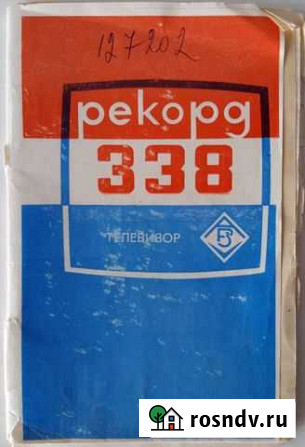 127202
рекорд
338
ТЕЛЕВИЗОР
rosndv.ru